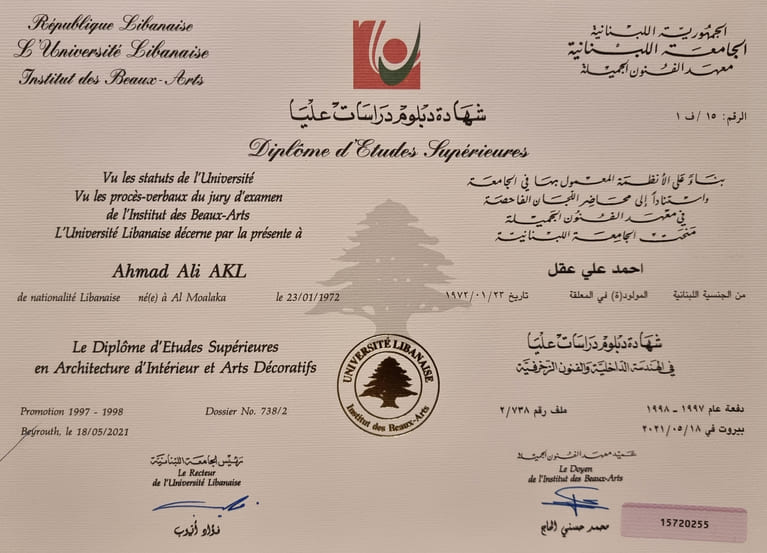 République Libanaise
L'Université Libanaise
Institut des Beaux-Arts
الجمهوريّة اللبنانية
الجامعة اللبنانية
معهد الفنون الجميلة
الرقم: ١٥ /ف ١
شهادة دبلوم دراسات عليا
Diplôme d'Etudes Supérieures
Vu les statuts de l'Université
Vu les procès-verbaux du jury d'examen
de l'Institut des Beaux-Arts
L'Université Libanaise décerne par la présente à
بناءً على الأنظمة المعمول بها في الجامعة
واستناداً إلى محاضر اللجان الفاحصة
في معهد الفنون الجميلة
منحت الجامعة اللبنانية
Ahmad Ali AKL
احمد علي عقل
de nationalité Libanaise né(e) à Al Moalaka le 23/01/1972
من الجنسية اللبنانية المولود(ة) في المعلقة تاريخ ١٩٧٢/٠١/٢٣
Le Diplôme d'Etudes Supérieures
en Architecture d'Intérieur et Arts Décoratifs
شهادة دبلوم دراسات عليا
في الهندسة الداخلية والفنون الزخرفية
UNIVERSITÉ LIBANAISE
Institut des Beaux-Arts
Promotion 1997 - 1998 Dossier No. 738/2
Beyrouth, le 18/05/2021
دفعة عام ١٩٩٧ - ١٩٩٨ ملف رقم ٢/٧٣٨
بيروت في ٢٠٢١/٠٥/١٨
رئيس الجامعة اللبنانية
Le Recteur
de l'Université Libanaise
فؤاد أيوب
عميد معهد الفنون الجميلة
Le Doyen
de l'Institut des Beaux-Arts
محمد حسني الحاج
15720255